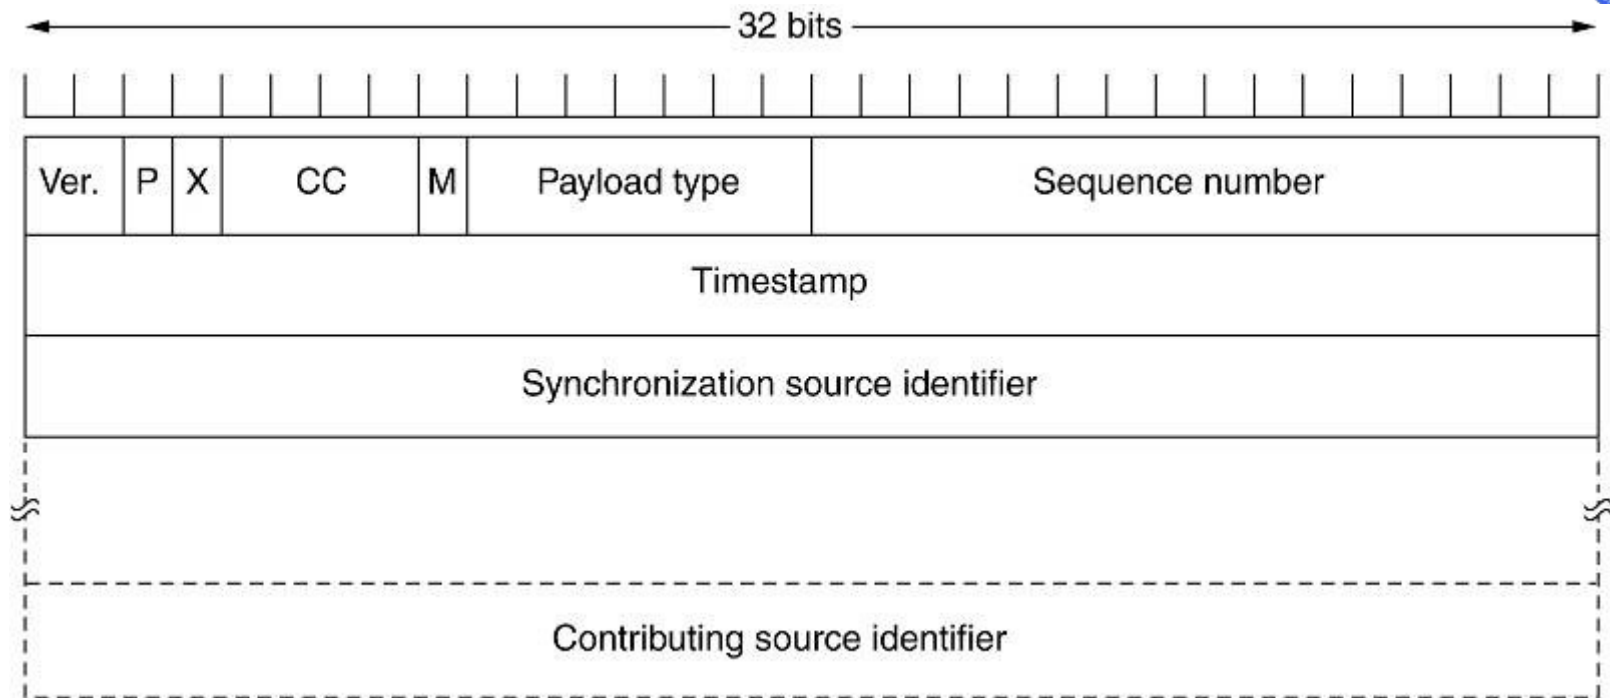 32 bits
Ver. P X CC M Payload type Sequence number
Timestamp
Synchronization source identifier
Contributing source identifier